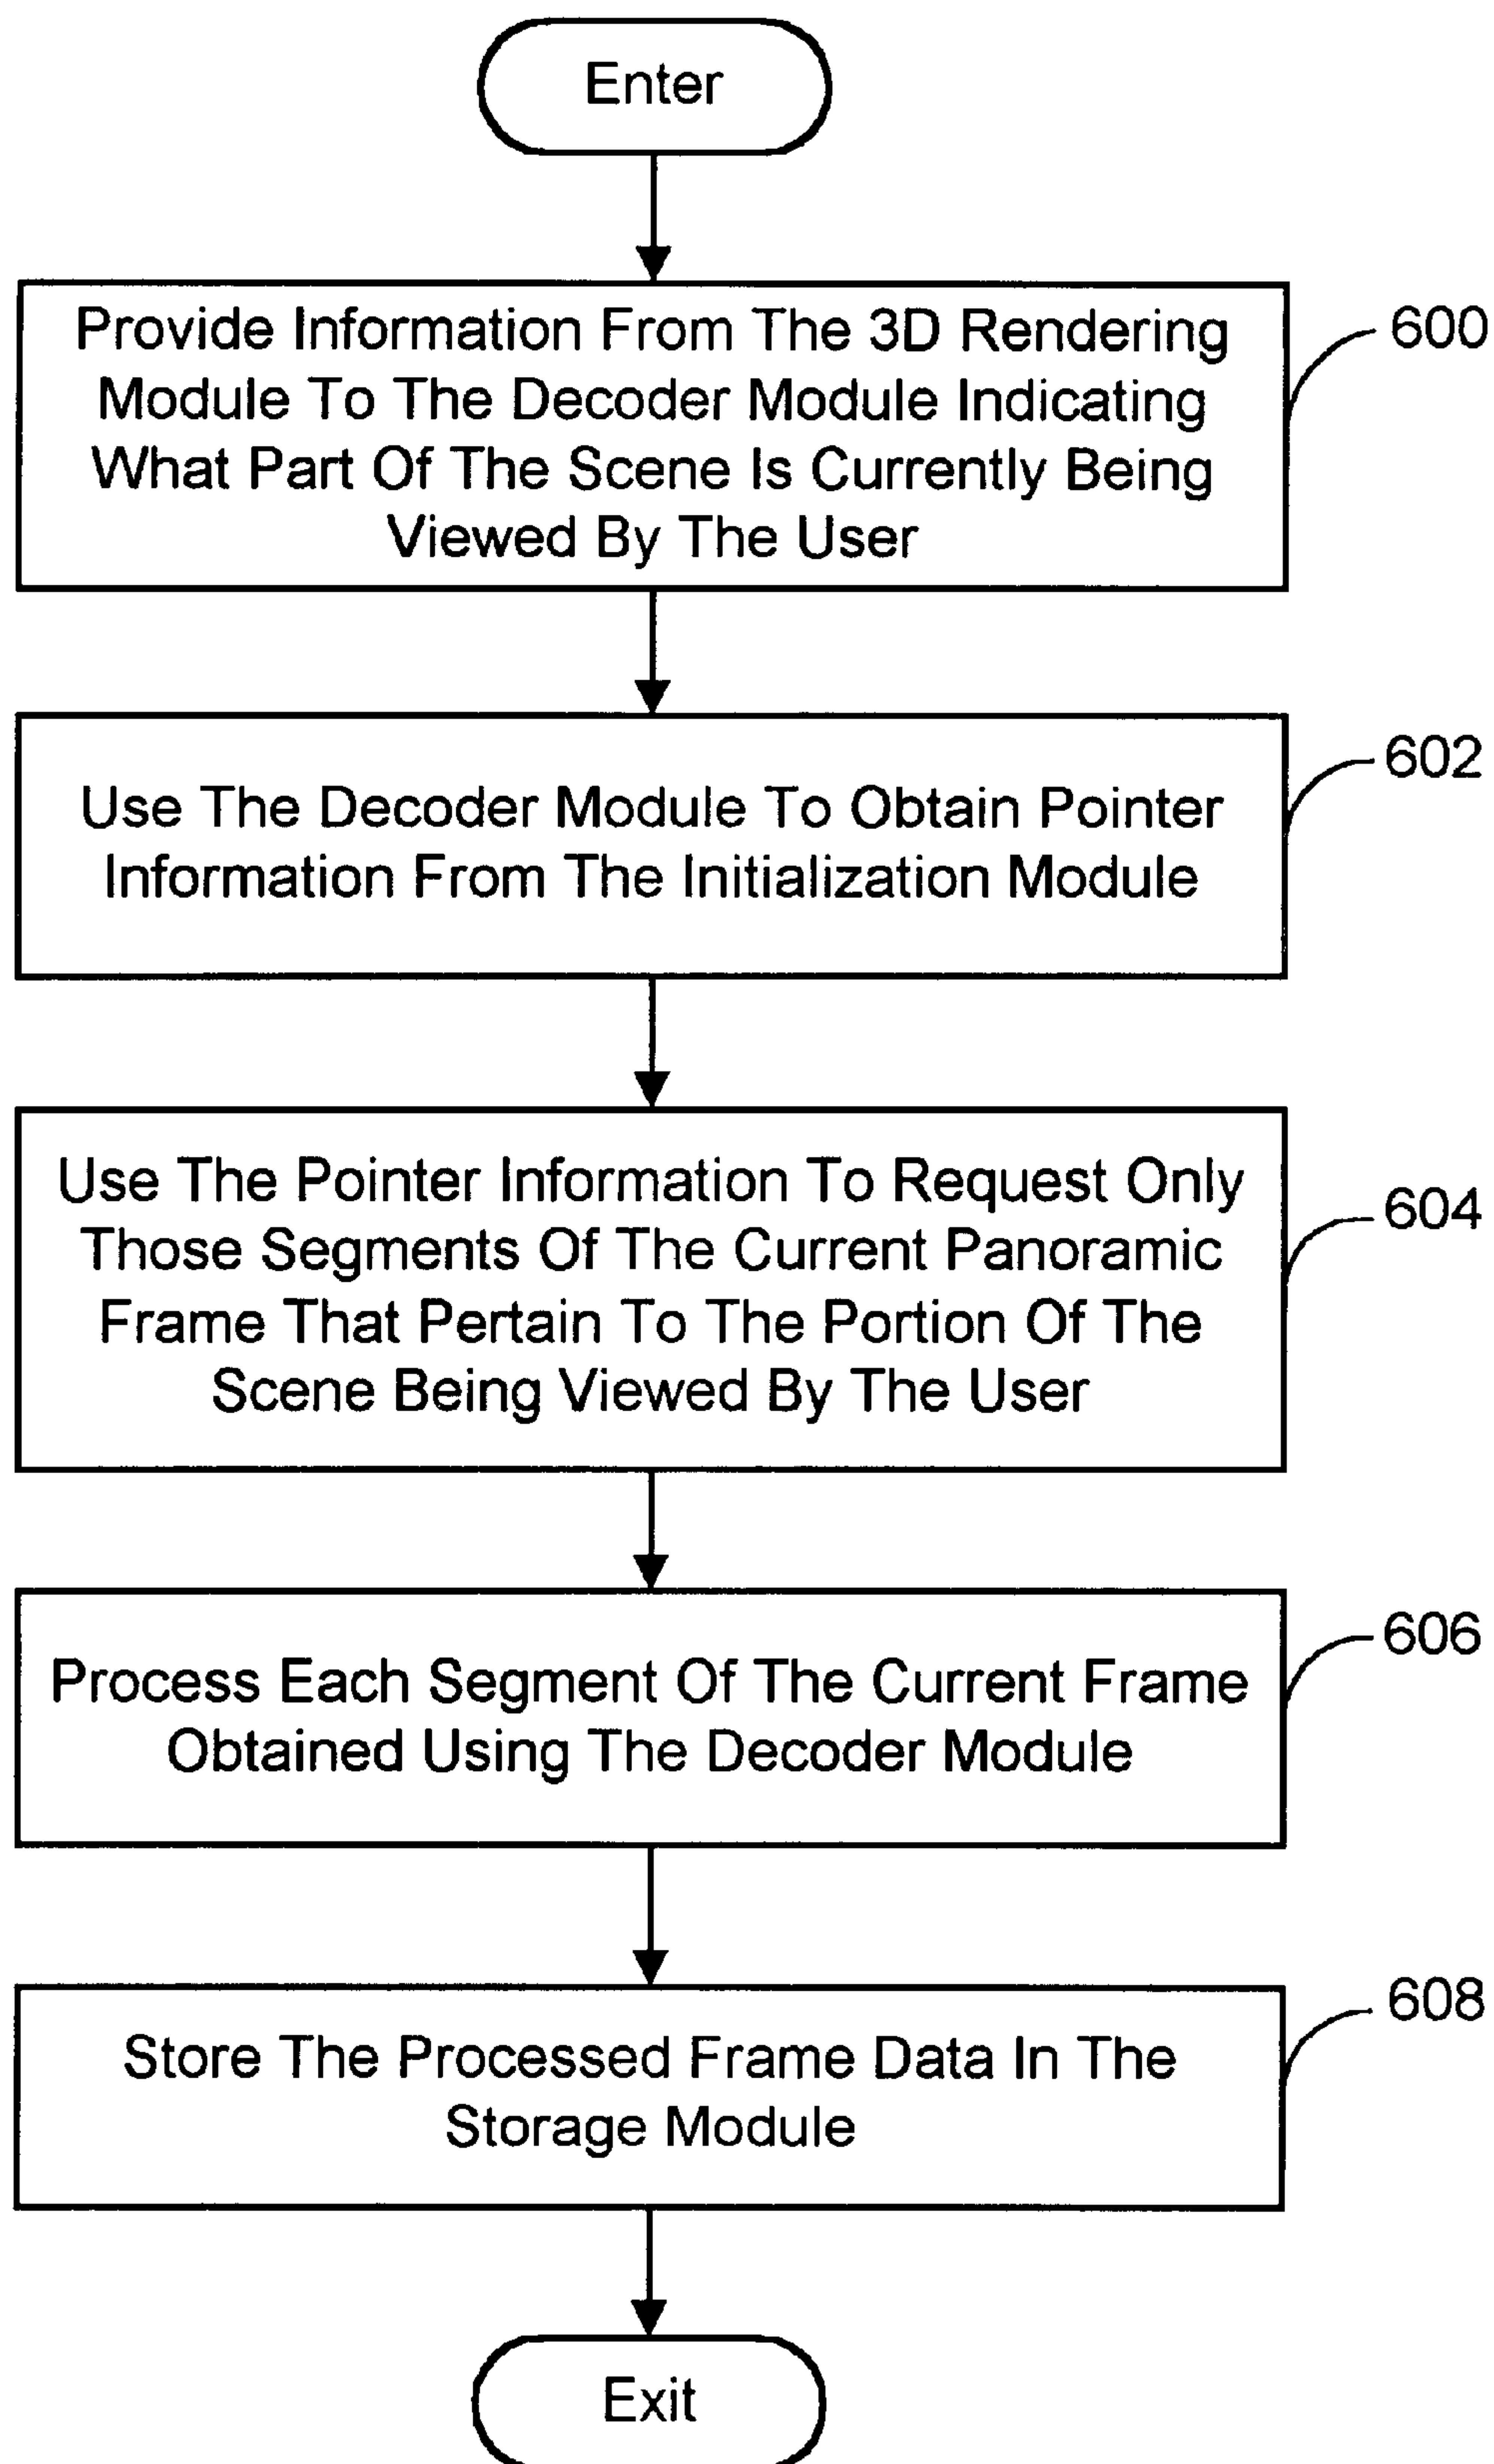 Enter
Provide Information From The 3D Rendering
Module To The Decoder Module Indicating
What Part Of The Scene Is Currently Being
Viewed By The User
600
Use The Decoder Module To Obtain Pointer
Information From The Initialization Module
602
Use The Pointer Information To Request Only
Those Segments Of The Current Panoramic
Frame That Pertain To The Portion Of The
Scene Being Viewed By The User
604
Process Each Segment Of The Current Frame
Obtained Using The Decoder Module
606
Store The Processed Frame Data In The
Storage Module
608
Exit